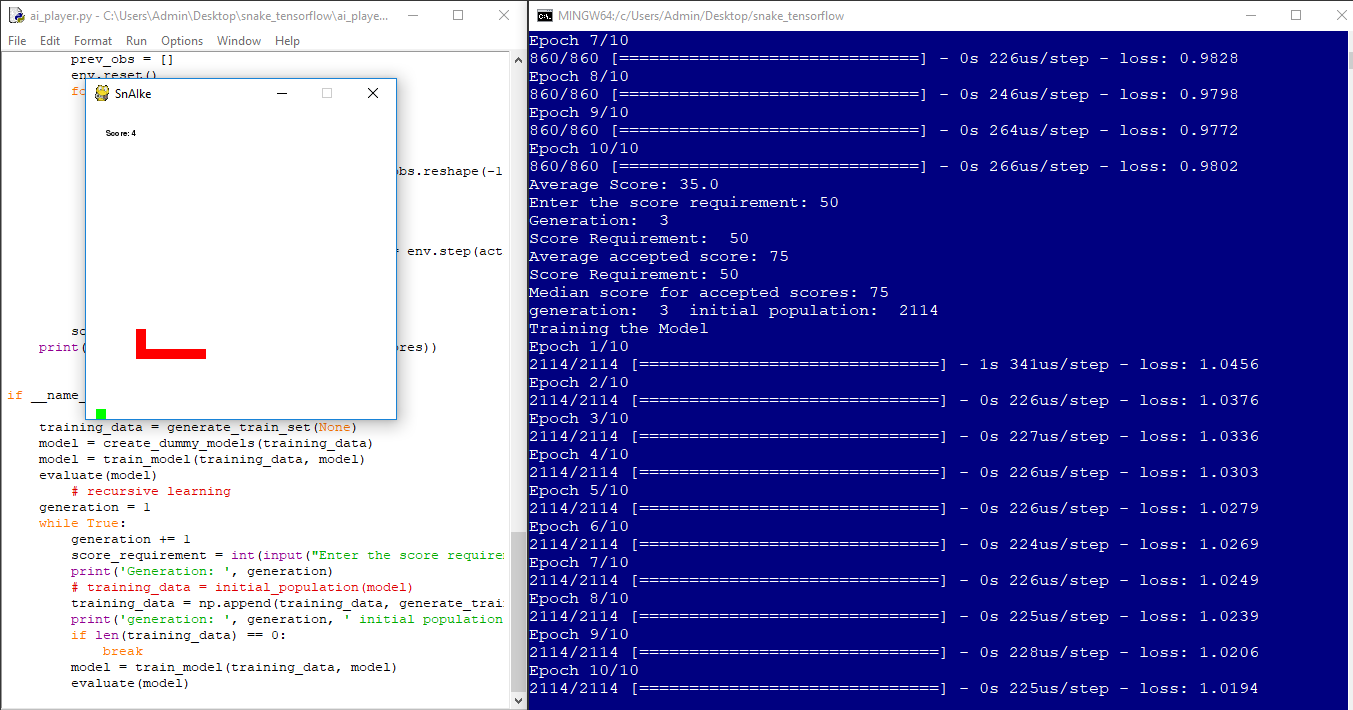 ai_player.py - C:\Users\Admin\Desktop\snake_tensorflow\ai_playe...
File Edit Format Run Options Window Help
prev_obs = []
env.reset()
fo
SnAIke
Score: 4
obs.reshape(-1
env.step(act
sc
print(
res))
if __name_
training_data = generate_train_set(None)
model = create_dummy_models(training_data)
model = train_model(training_data, model)
evaluate(model)
# recursive learning
generation = 1
while True:
generation += 1
score_requirement = int(input("Enter the score require
print('Generation: ', generation)
# training_data = initial_population(model)
training_data = np.append(training_data, generate_trai
print('generation: ', generation, ' initial population
if len(training_data) == 0:
break
model = train_model(training_data, model)
evaluate(model)
MINGW64:/c/Users/Admin/Desktop/snake_tensorflow
Epoch 7/10
860/860 [==============================] - 0s 226us/step - loss: 0.9828
Epoch 8/10
860/860 [==============================] - 0s 246us/step - loss: 0.9798
Epoch 9/10
860/860 [==============================] - 0s 264us/step - loss: 0.9772
Epoch 10/10
860/860 [==============================] - 0s 266us/step - loss: 0.9802
Average Score: 35.0
Enter the score requirement: 50
Generation:  3
Score Requirement:  50
Average accepted score: 75
Score Requirement: 50
Median score for accepted scores: 75
generation:  3  initial population:  2114
Training the Model
Epoch 1/10
2114/2114 [==============================] - 1s 341us/step - loss: 1.0456
Epoch 2/10
2114/2114 [==============================] - 0s 226us/step - loss: 1.0376
Epoch 3/10
2114/2114 [==============================] - 0s 227us/step - loss: 1.0336
Epoch 4/10
2114/2114 [==============================] - 0s 226us/step - loss: 1.0303
Epoch 5/10
2114/2114 [==============================] - 0s 226us/step - loss: 1.0279
Epoch 6/10
2114/2114 [==============================] - 0s 224us/step - loss: 1.0269
Epoch 7/10
2114/2114 [==============================] - 0s 226us/step - loss: 1.0249
Epoch 8/10
2114/2114 [==============================] - 0s 225us/step - loss: 1.0239
Epoch 9/10
2114/2114 [==============================] - 0s 228us/step - loss: 1.0206
Epoch 10/10
2114/2114 [==============================] - 0s 225us/step - loss: 1.0194